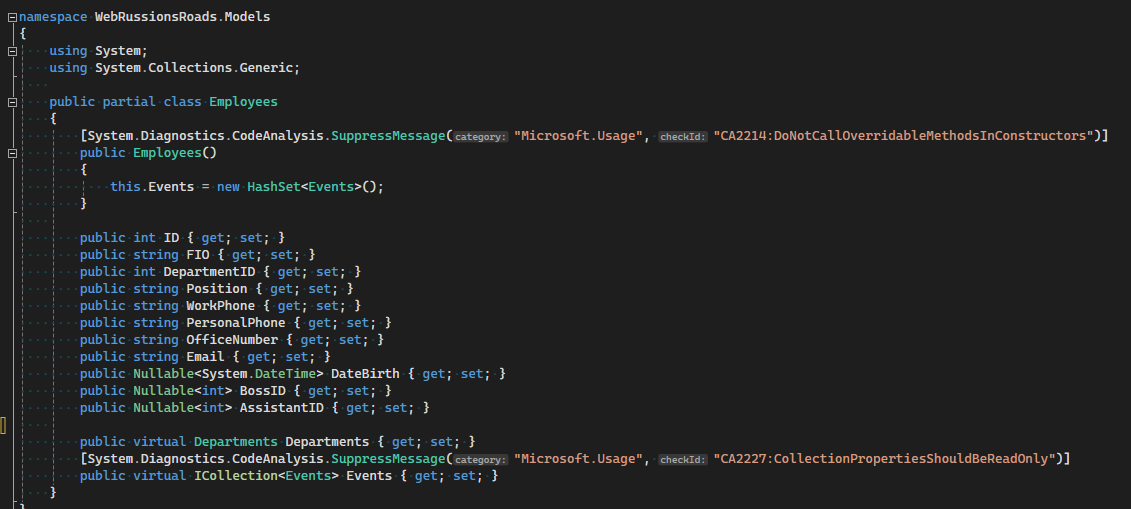 namespace WebRussionsRoads.Models
{
    using System;
    using System.Collections.Generic;

    public partial class Employees
    {
        [System.Diagnostics.CodeAnalysis.SuppressMessage(category: "Microsoft.Usage", checkId: "CA2214:DoNotCallOverridableMethodsInConstructors")]
        public Employees()
        {
            this.Events = new HashSet<Events>();
        }

        public int ID { get; set; }
        public string FIO { get; set; }
        public int DepartmentID { get; set; }
        public string Position { get; set; }
        public string WorkPhone { get; set; }
        public string PersonalPhone { get; set; }
        public string OfficeNumber { get; set; }
        public string Email { get; set; }
        public Nullable<System.DateTime> DateBirth { get; set; }
        public Nullable<int> BossID { get; set; }
        public Nullable<int> AssistantID { get; set; }

        public virtual Departments Departments { get; set; }
        [System.Diagnostics.CodeAnalysis.SuppressMessage(category: "Microsoft.Usage", checkId: "CA2227:CollectionPropertiesShouldBeReadOnly")]
        public virtual ICollection<Events> Events { get; set; }
    }
}